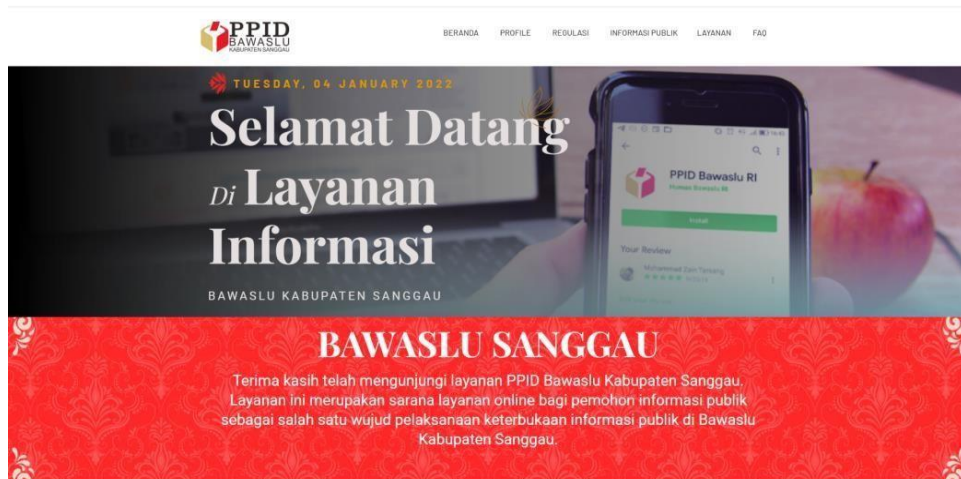 PPID
BAWASLU
KABUPATEN SANGGAU
BERANDA PROFILE REGULASI INFORMASI PUBLIK LAYANAN FAQ
TUESDAY, 04 JANUARY 2022
Selamat Datang
Di Layanan
Informasi
BAWASLU KABUPATEN SANGGAU
PPID Bawaslu RI
Humas Bawaslu RI
Install
Your Review
Muhammad Zain Tankang
BAWASLU SANGGAU
Terima kasih telah mengunjungi layanan PPID Bawaslu Kabupaten Sanggau.
Layanan ini merupakan sarana layanan online bagi pemohon informasi publik
sebagai salah satu wujud pelaksanaan keterbukaan informasi publik di Bawaslu
Kabupaten Sanggau.